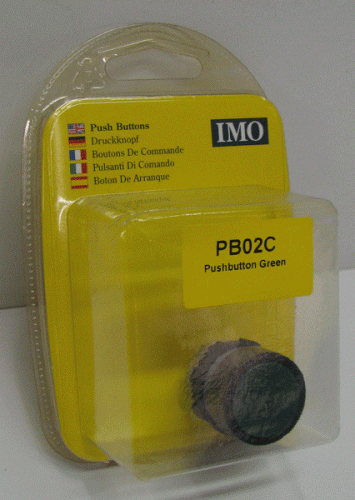 Push Buttons
Druckknopf
Boutons De Commande
Pulsanti Di Comando
Boton De Arranque
IMO
PB02C
Pushbutton Green